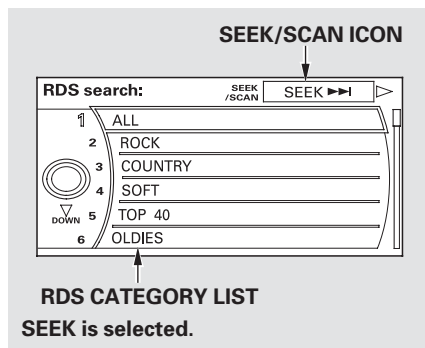 SEEK/SCAN ICON
RDS search:
SEEK
/SCAN
SEEK
1 ALL
2 ROCK
3 COUNTRY
4 SOFT
5 TOP 40
6 OLDIES
DOWN
RDS CATEGORY LIST
SEEK is selected.